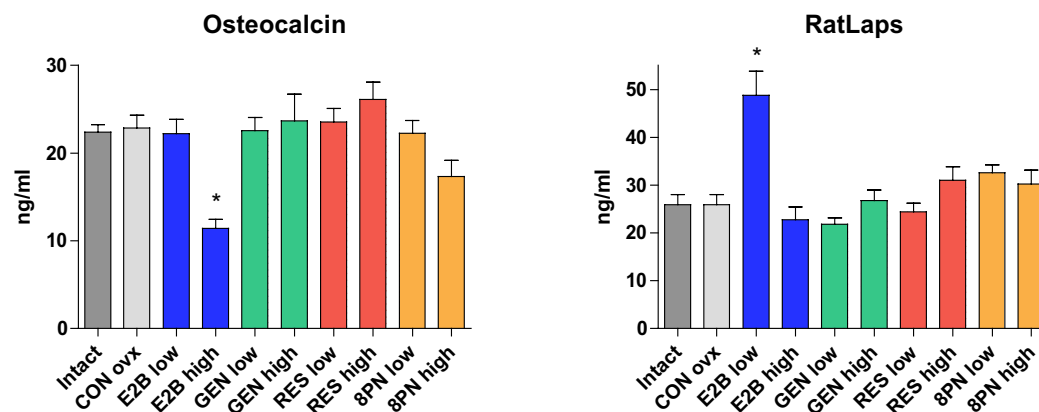 Osteocalcin
ng/ml
30
20
10
0
*
Intact
CON ovx
E2B low
E2B high
GEN low
GEN high
RES low
RES high
8PN low
8PN high
RatLaps
ng/ml
50
40
30
20
10
0
*
Intact
CON ovx
E2B low
E2B high
GEN low
GEN high
RES low
RES high
8PN low
8PN high